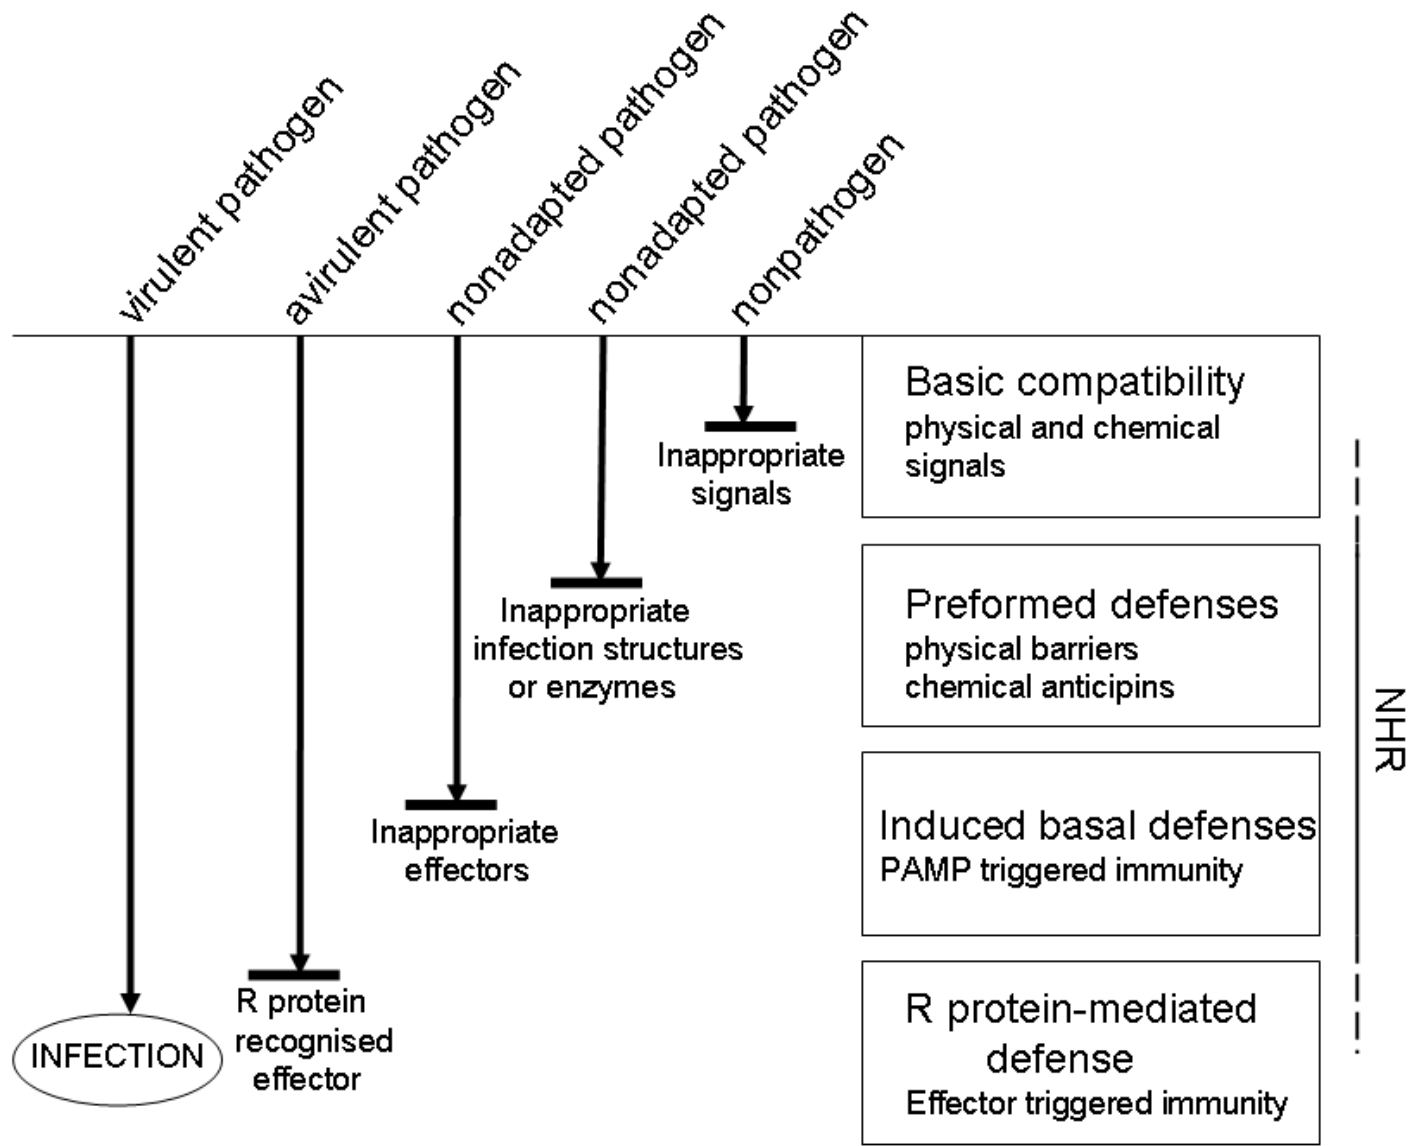 virulent pathogen
avirulent pathogen
nonadapted pathogen
nonadapted pathogen
nonpathogen
Basic compatibility
physical and chemical
signals
Inappropriate
signals
Preformed defenses
physical barriers
chemical anticipins
Inappropriate
infection structures
or enzymes
NHR
Induced basal defenses
PAMP triggered immunity
Inappropriate
effectors
R protein-mediated
defense
Effector triggered immunity
R protein
recognised
effector
INFECTION